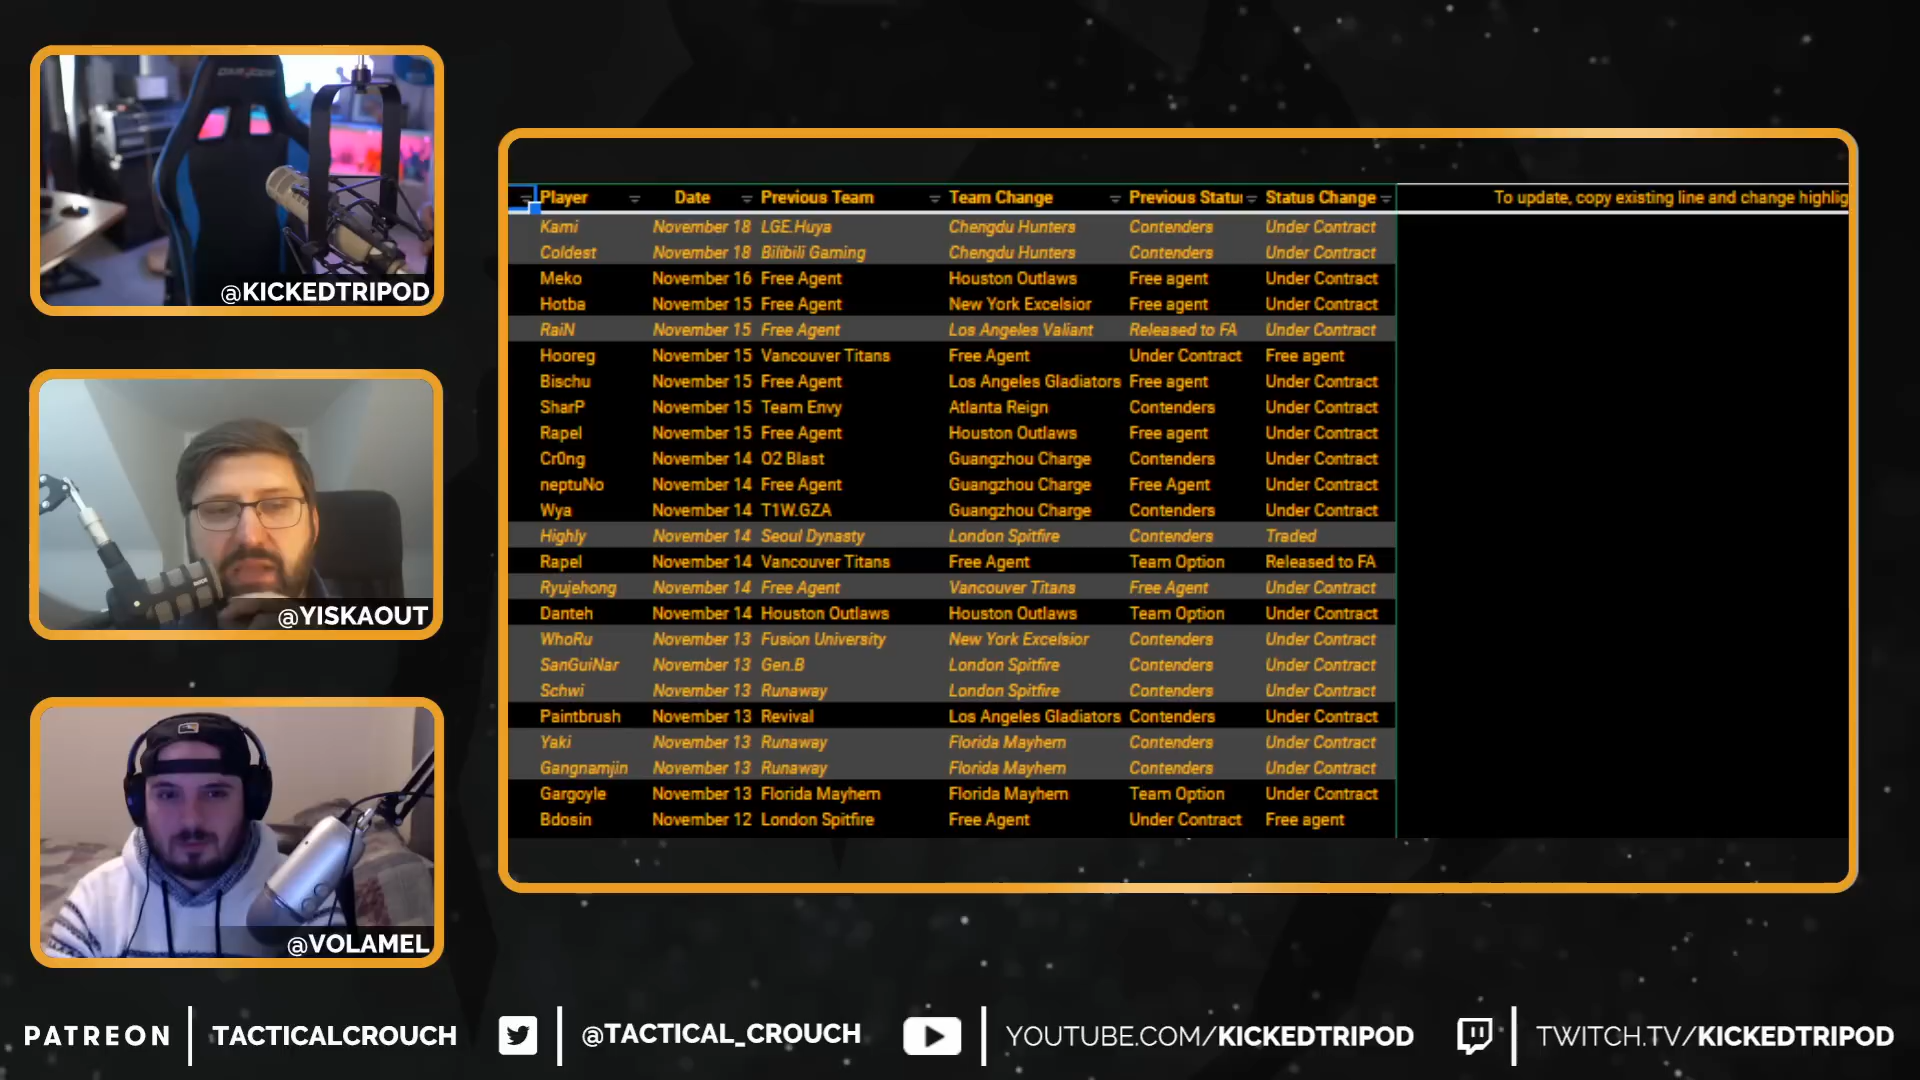 @KICKEDTRIPOD
@YISKAOUT
@VOLAMEL
Player Date Previous Team Team Change Previous Statu Status Change To update, copy existing line and change highlig
Kami November 18 LGE.Huya Chengdu Hunters Contenders Under Contract
Coldest November 18 Bilibili Gaming Chengdu Hunters Contenders Under Contract
Meko November 16 Free Agent Houston Outlaws Free agent Under Contract
Hotba November 15 Free Agent New York Excelsior Free agent Under Contract
RaiN November 15 Free Agent Los Angeles Valiant Released to FA Under Contract
Hooreg November 15 Vancouver Titans Free Agent Under Contract Free agent
Bischu November 15 Free Agent Los Angeles Gladiators Free agent Under Contract
SharP November 15 Team Envy Atlanta Reign Contenders Under Contract
Rapel November 15 Free Agent Houston Outlaws Free agent Under Contract
Cr0ng November 14 O2 Blast Guangzhou Charge Contenders Under Contract
neptuNo November 14 Free Agent Guangzhou Charge Free Agent Under Contract
Wya November 14 T1W.GZA Guangzhou Charge Contenders Under Contract
Highly November 14 Seoul Dynasty London Spitfire Contenders Traded
Rapel November 14 Vancouver Titans Free Agent Team Option Released to FA
Ryujehong November 14 Free Agent Vancouver Titans Free Agent Under Contract
Danteh November 14 Houston Outlaws Houston Outlaws Team Option Under Contract
WhoRu November 13 Fusion University New York Excelsior Contenders Under Contract
SanGuiNar November 13 Gen.B London Spitfire Contenders Under Contract
Schwi November 13 Runaway London Spitfire Contenders Under Contract
Paintbrush November 13 Revival Los Angeles Gladiators Contenders Under Contract
Yaki November 13 Runaway Florida Mayhem Contenders Under Contract
Gangnamjin November 13 Runaway Florida Mayhem Contenders Under Contract
Gargoyle November 13 Florida Mayhem Florida Mayhem Team Option Under Contract
Bdosin November 12 London Spitfire Free Agent Under Contract Free agent
PATREON TACTICALCROUCH @TACTICAL_CROUCH YOUTUBE.COM/KICKEDTRIPOD TWITCH.TV/KICKEDTRIPOD